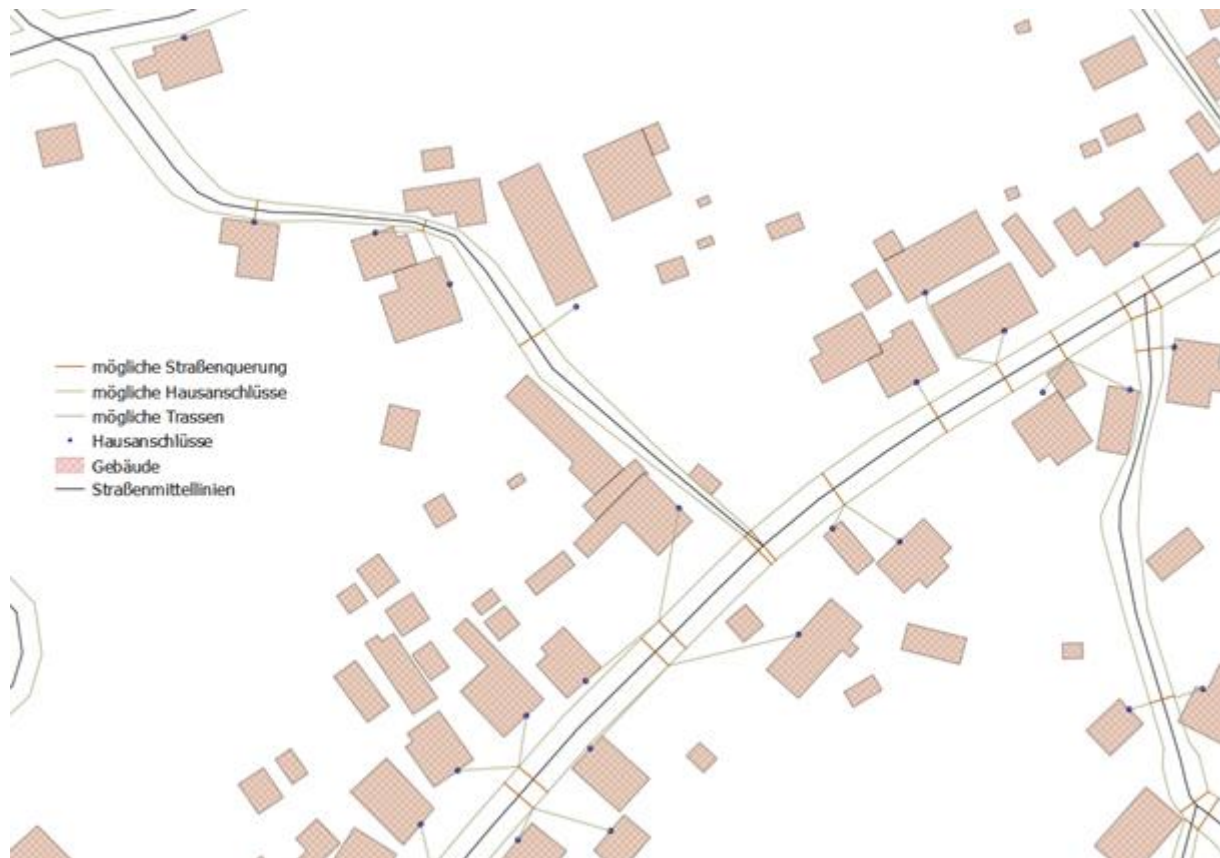 mögliche Straßenquerung
mögliche Hausanschlüsse
mögliche Trassen
Hausanschlüsse
Gebäude
Straßenmittellinien